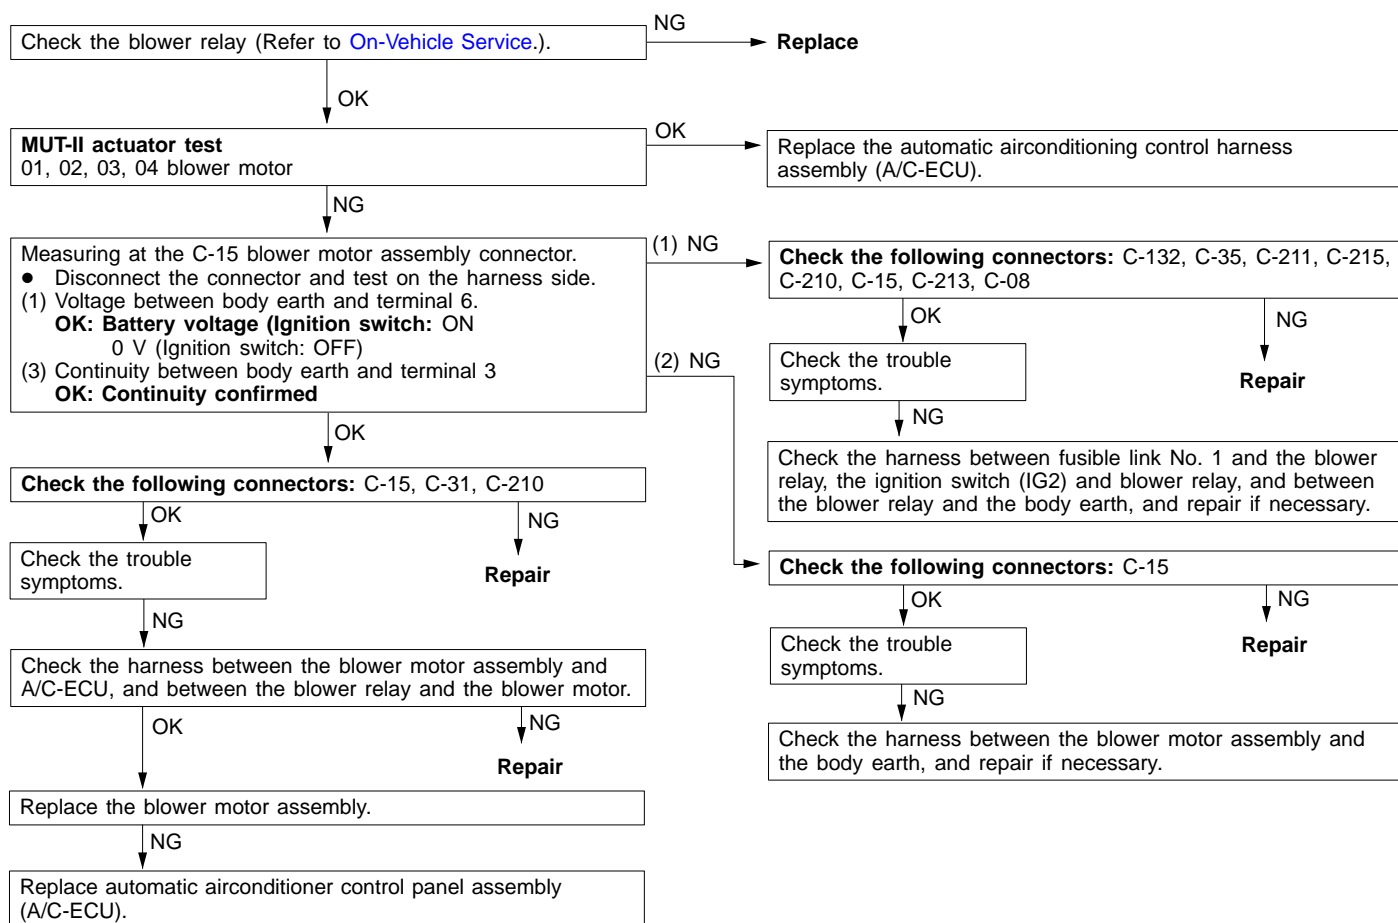 Check the blower relay (Refer to On-Vehicle Service.).
NG
Replace
OK
MUT-II actuator test
01, 02, 03, 04 blower motor
OK
Replace the automatic airconditioning control harness
assembly (A/C-ECU).
NG
Measuring at the C-15 blower motor assembly connector.
● Disconnect the connector and test on the harness side.
(1) Voltage between body earth and terminal 6.
OK: Battery voltage (Ignition switch: ON
0 V (Ignition switch: OFF)
(3) Continuity between body earth and terminal 3
OK: Continuity confirmed
(1) NG
Check the following connectors: C-132, C-35, C-211, C-215,
C-210, C-15, C-213, C-08
OK
NG
Check the trouble
symptoms.
Repair
NG
Check the harness between fusible link No. 1 and the blower
relay, the ignition switch (IG2) and blower relay, and between
the blower relay and the body earth, and repair if necessary.
(2) NG
Check the following connectors: C-15
OK
NG
Check the trouble
symptoms.
Repair
NG
Check the harness between the blower motor assembly and
the body earth, and repair if necessary.
OK
Check the following connectors: C-15, C-31, C-210
OK
NG
Check the trouble
symptoms.
Repair
NG
Check the harness between the blower motor assembly and
A/C-ECU, and between the blower relay and the blower motor.
OK
NG
Repair
Replace the blower motor assembly.
NG
Replace automatic airconditioner control panel assembly
(A/C-ECU).